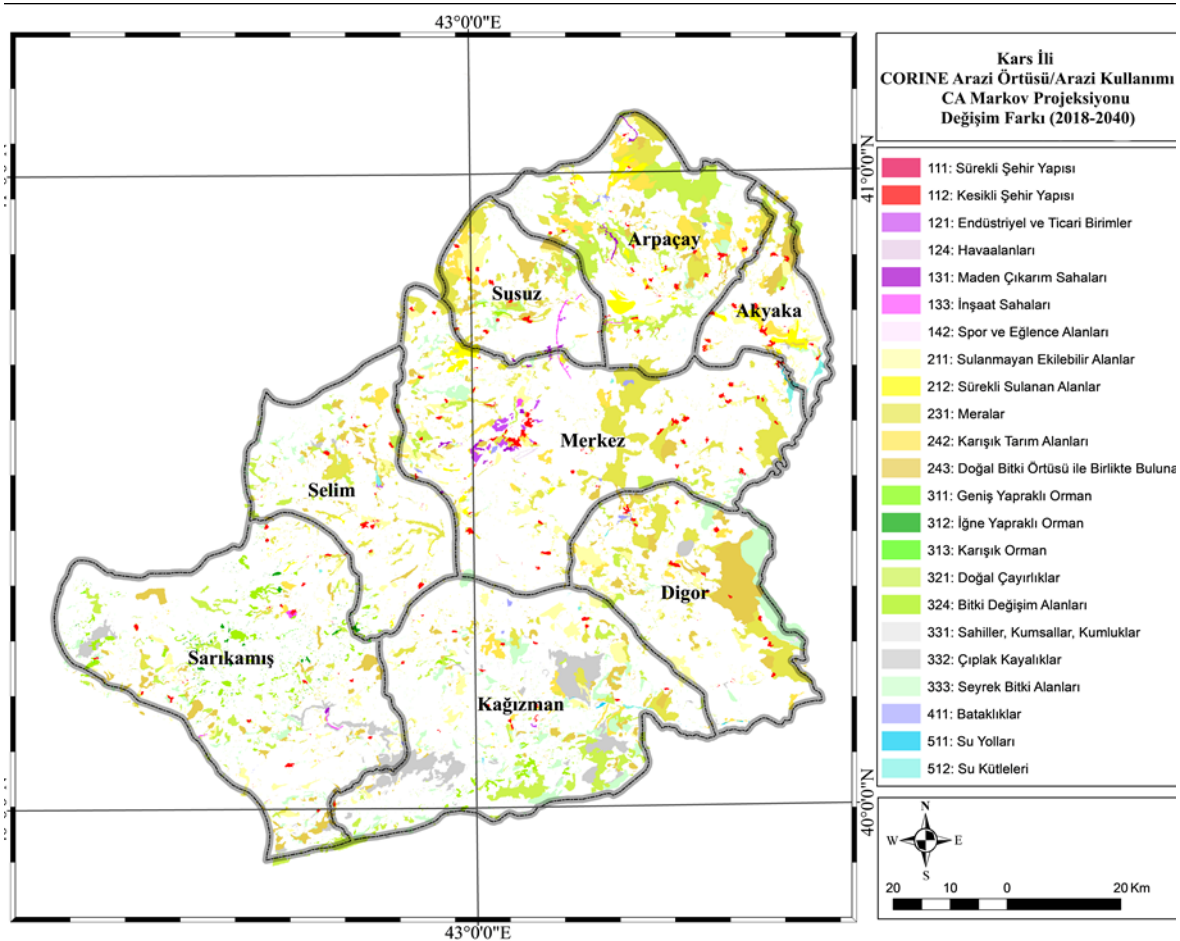 43°0'0"E
Kars İli
CORINE Arazi Örtüsü/Arazi Kullanımı
CA Markov Projeksiyonu
Değişim Farkı (2018-2040)
41°0'0"N
111: Sürekli Şehir Yapısı
112: Kesikli Şehir Yapısı
121: Endüstriyel ve Ticari Birimler
124: Havaalanları
131: Maden Çıkarım Sahaları
133: İnşaat Sahaları
142: Spor ve Eğlence Alanları
211: Sulanmayan Ekilebilir Alanlar
212: Sürekli Sulanan Alanlar
231: Meralar
242: Karışık Tarım Alanları
243: Doğal Bitki Örtüsü ile Birlikte Buluna
311: Geniş Yapraklı Orman
312: İğne Yapraklı Orman
313: Karışık Orman
321: Doğal Çayırlıklar
324: Bitki Değişim Alanları
331: Sahiller, Kumsallar, Kumluklar
332: Çıplak Kayalıklar
333: Seyrek Bitki Alanları
411: Bataklıklar
511: Su Yolları
512: Su Kütleleri
Arpaçay
Susuz
Akyaka
Merkez
Selim
Digor
Sarıkamış
Kağızman
40°0'0"N
43°0'0"E
N
W E
S
20 10 0 20 Km